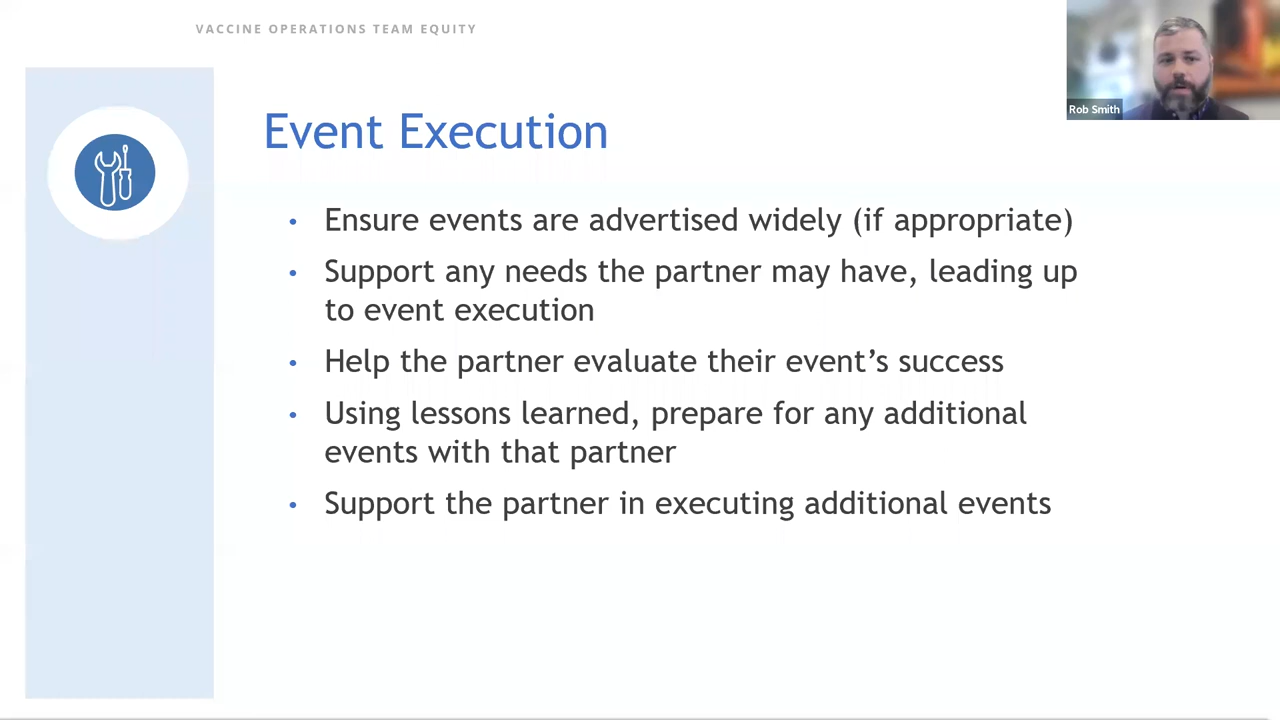 VACCINE OPERATIONS TEAM EQUITY
Rob Smith
Event Execution
• Ensure events are advertised widely (if appropriate)
• Support any needs the partner may have, leading up
to event execution
• Help the partner evaluate their event’s success
• Using lessons learned, prepare for any additional
events with that partner
• Support the partner in executing additional events